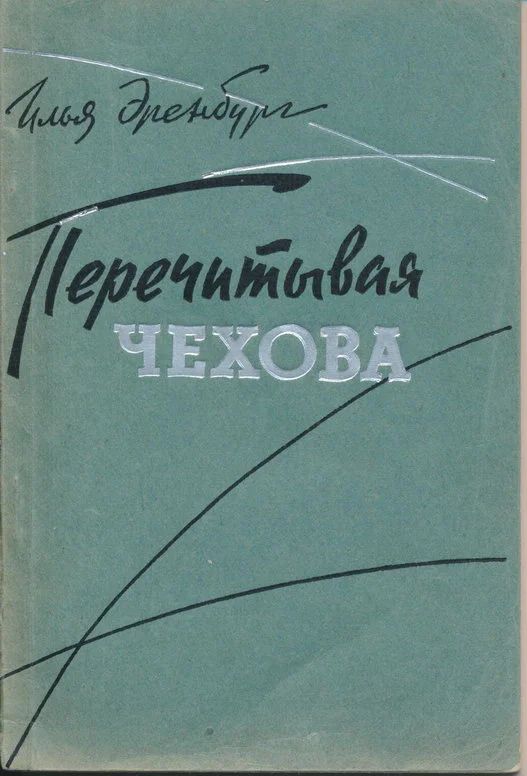 Илья Эренбург
Перечитывая
ЧЕХОВА